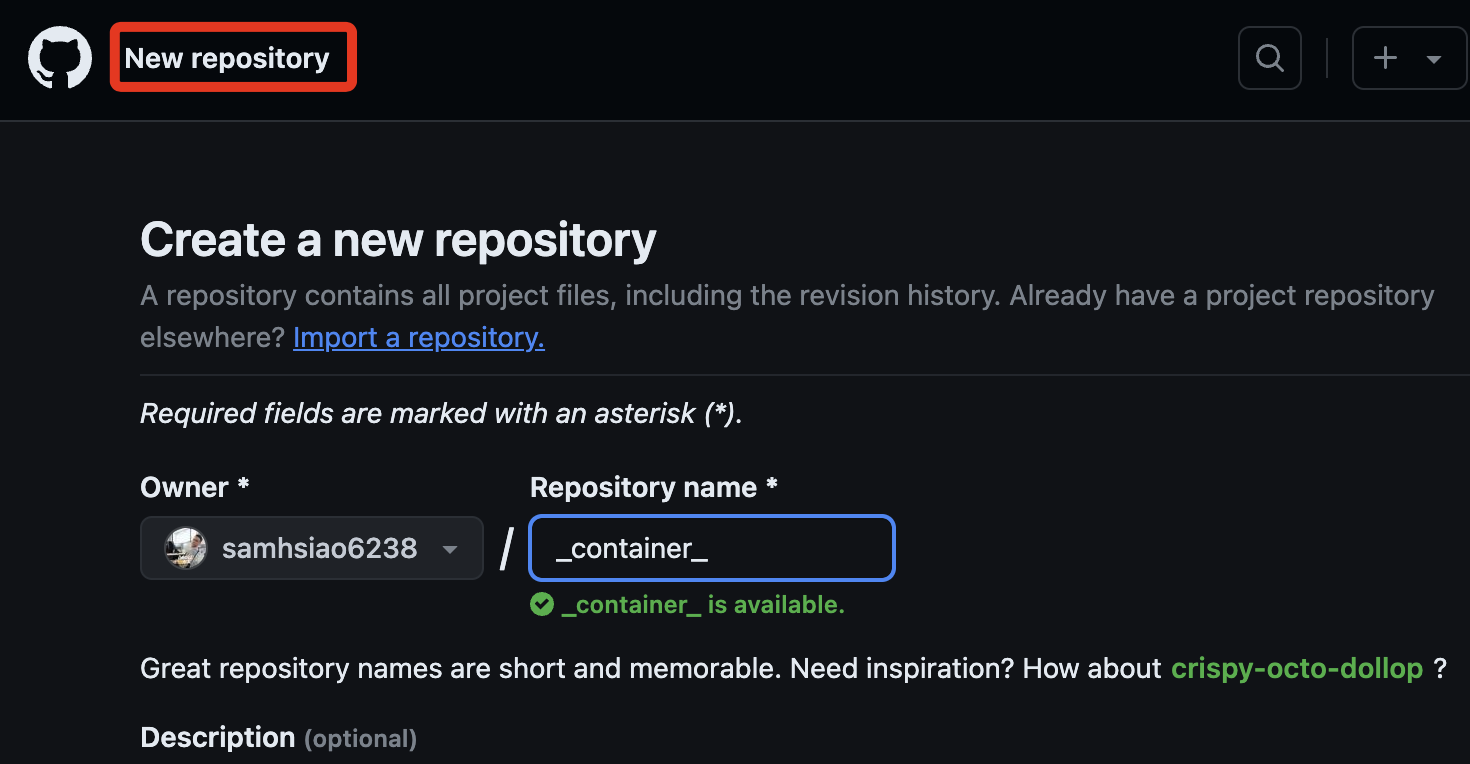 New repository
Create a new repository
A repository contains all project files, including the revision history. Already have a project repository
elsewhere? Import a repository.
Required fields are marked with an asterisk (*).
Owner * Repository name *
samhsiao6238 / _container_
_container_ is available.
Great repository names are short and memorable. Need inspiration? How about crispy-octo-dollop ?
Description (optional)